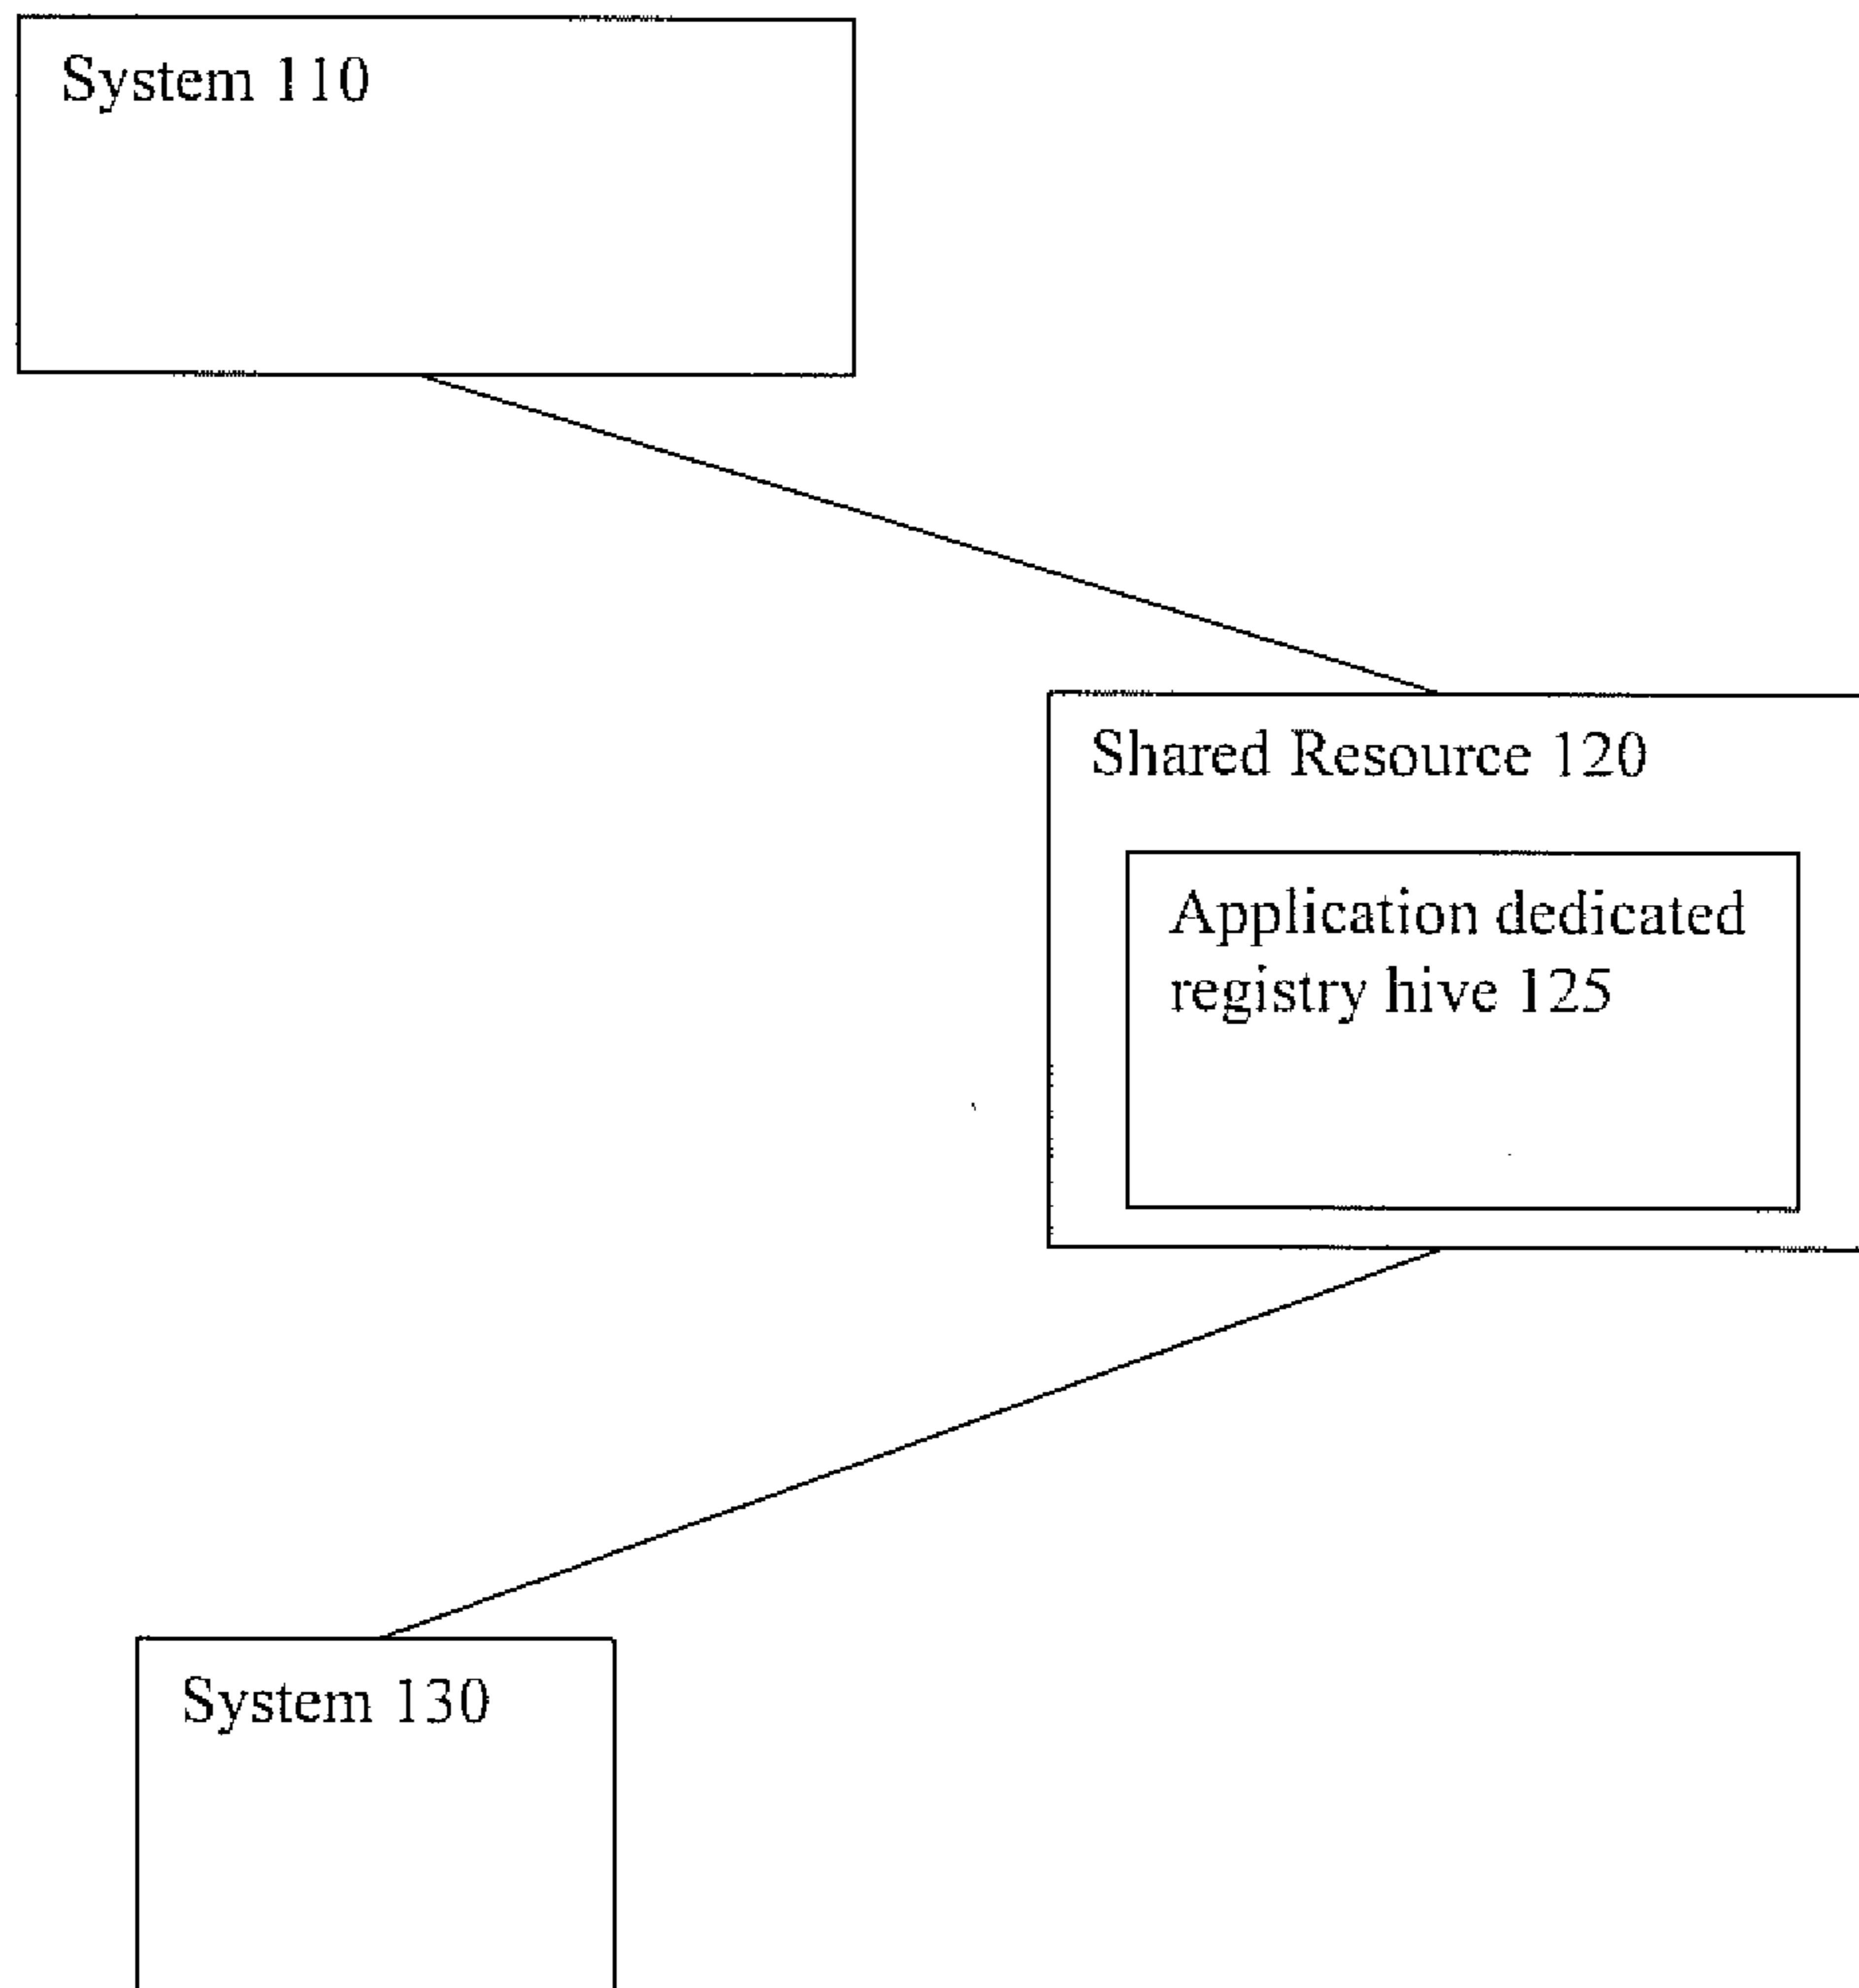 System 110
Shared Resource 120
Application dedicated
registry hive 125
System 130